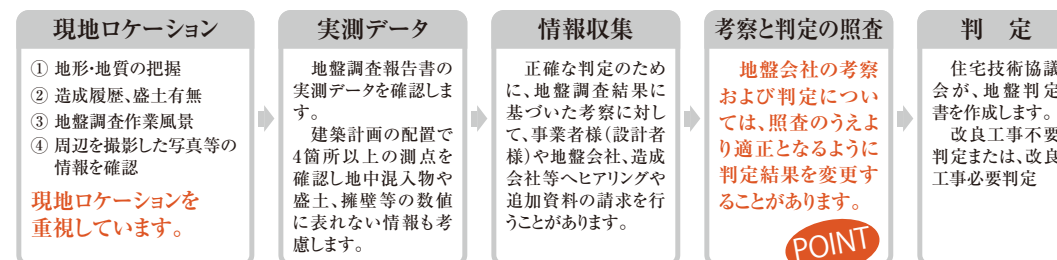 現地ロケーション
① 地形・地質の把握
② 造成履歴、盛土有無
③ 地盤調査作業風景
④ 周辺を撮影した写真等の
情報を確認
現地ロケーションを
重視しています。
実測データ
地盤調査報告書の
実測データを確認しま
す。
建築計画の配置で
4箇所以上の測点を
確認し地中混入物や
盛土、擁壁等の数値
に表れない情報も考
慮します。
情報収集
正確な判定のため
に、地盤調査結果に
基づいた考察に対し
て、事業者様（設計者
様）や地盤会社、造成
会社等へヒアリングや
追加資料の請求を行
うことがあります。
考察と判定の照査
地盤会社の考察
および判定につい
ては、照査のうえよ
り適正となるように
判定結果を変更す
ることがあります。
POINT
判 定
住宅技術協議
会が、地盤判定
書を作成します。
改良工事不要
判定または、改良
工事必要判定